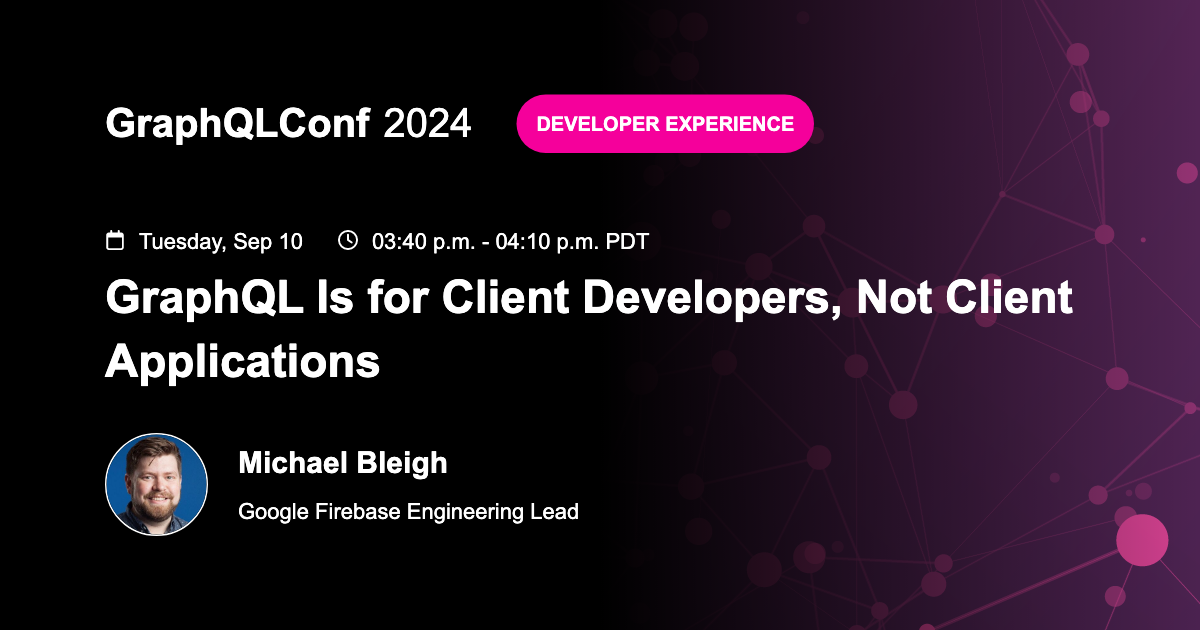 GraphQLConf 2024
DEVELOPER EXPERIENCE
Tuesday, Sep 10
03:40 p.m. - 04:10 p.m. PDT
GraphQL Is for Client Developers, Not Client
Applications
Michael Bleigh
Google Firebase Engineering Lead